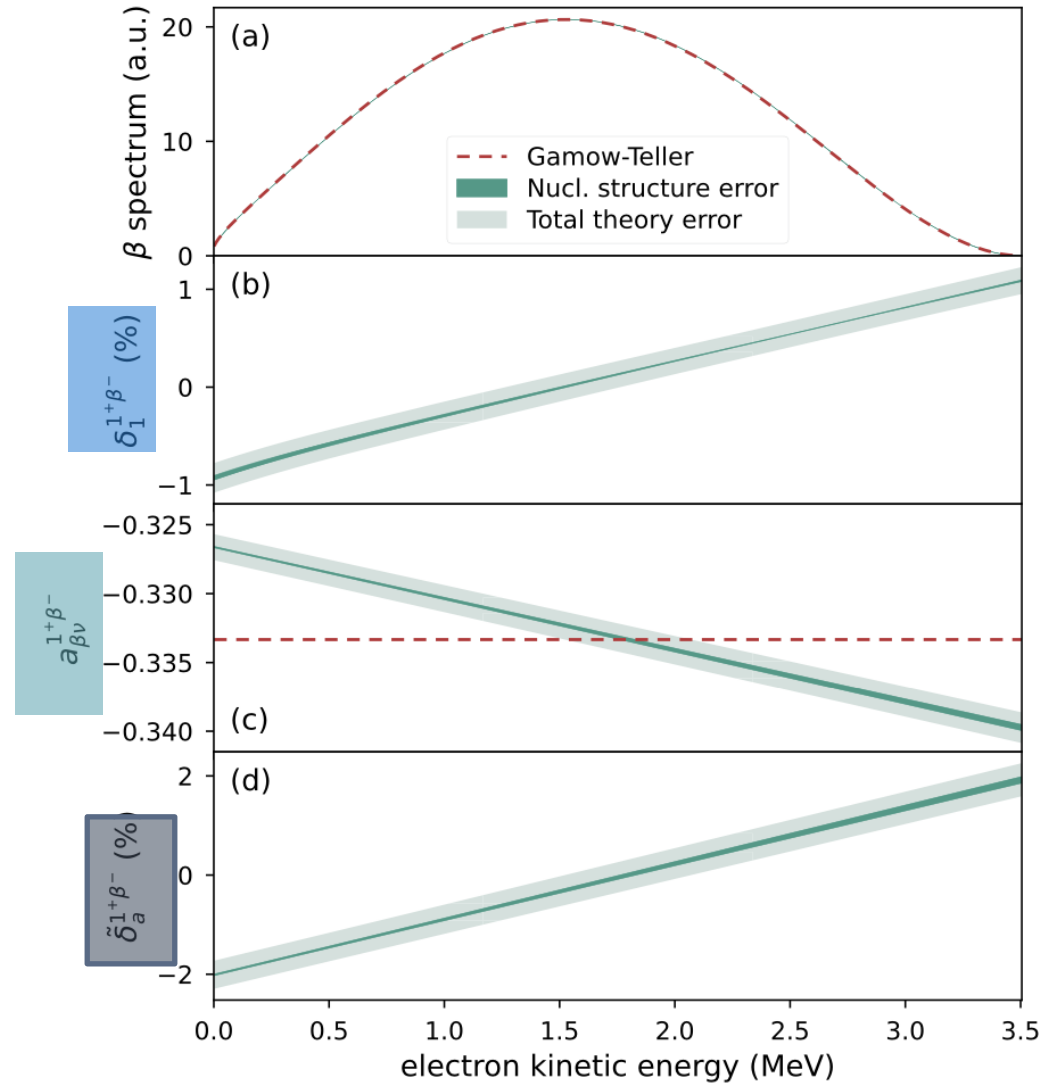 (a)
β spectrum (a.u.)
20
10
0
Gamow-Teller
Nucl. structure error
Total theory error
(b)
δ₁^{1⁺β⁻} (%)
1
0
−1
−0.325
−0.330
−0.335
−0.340
a_{βν}^{1⁺β⁻}
(c)
(d)
δ̃ₐ^{1⁺β⁻} (%)
2
0
−2
0.0 0.5 1.0 1.5 2.0 2.5 3.0 3.5
electron kinetic energy (MeV)